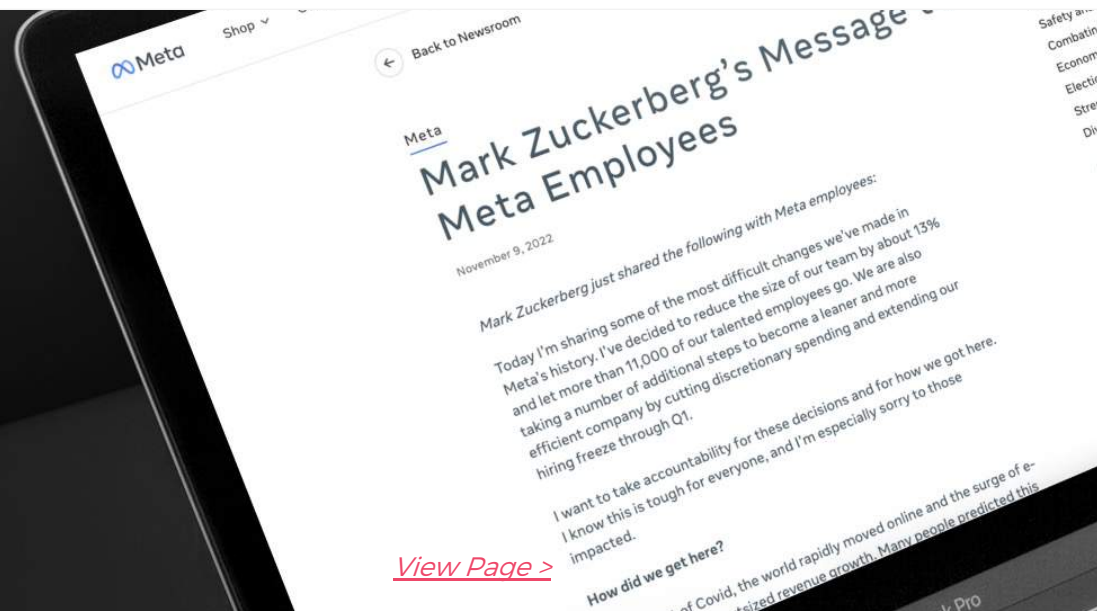 Meta
Shop
Back to Newsroom
Meta
Mark Zuckerberg's Message
Meta Employees
November 9, 2022
Mark Zuckerberg just shared the following with Meta employees:
Today I'm sharing some of the most difficult changes we've made in
Meta's history. I've decided to reduce the size of our team by about 13%
and let more than 11,000 of our talented employees go. We are also
taking a number of additional steps to become a leaner and more
efficient company by cutting discretionary spending and extending our
hiring freeze through Q1.
I want to take accountability for these decisions and for how we got here.
I know this is tough for everyone, and I'm especially sorry to those
impacted.
How did we get here?
of Covid, the world rapidly moved online and the surge of e-
revenue growth. Many people predicted this
Safety
View Page >
Pro